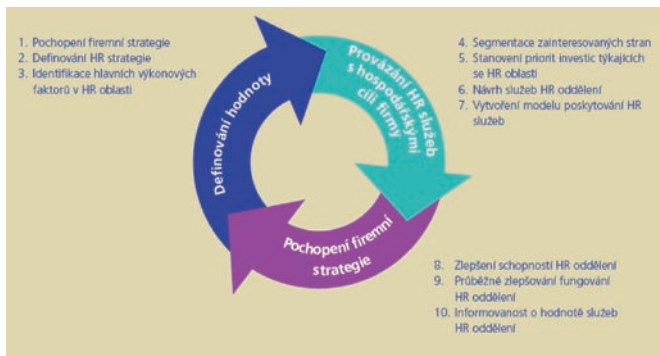 1. Pochopení firemní strategie
2. Definování HR strategie
3. Identifikace hlavních výkonových
faktorů v HR oblasti
Definování hodnoty
Provázání HR služeb
s hospodářskými
cíli firmy
4. Segmentace zainteresovaných stran
5. Stanovení priorit investic týkajících
se HR oblasti
6. Návrh služeb HR oddělení
7. Vytvoření modelu poskytování HR
služeb
Pochopení firemní
strategie
8. Zlepšení schopností HR oddělení
9. Průběžné zlepšování fungování
HR oddělení
10. Informovanost o hodnotě služeb
HR oddělení